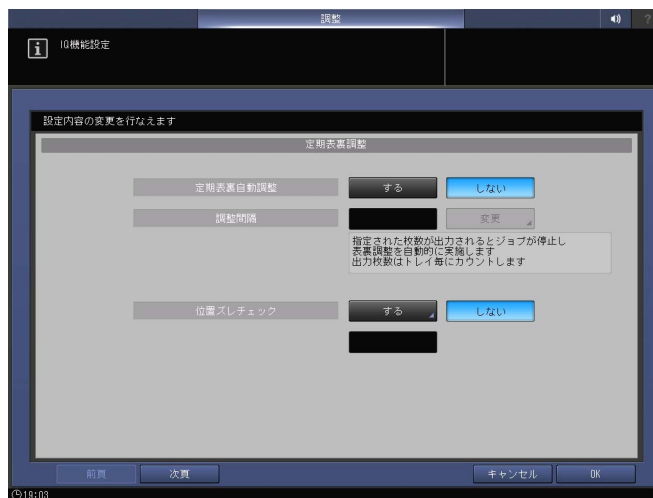 調整
?
i IQ機能設定
設定内容の変更を行なえます
定期表裏調整
定期表裏自動調整 する しない
調整間隔 変更
指定された枚数が出力されるとジョブが停止し
表裏調整を自動的に実施します
出力枚数はトレイ毎にカウントします
位置ズレチェック する しない
前頁 次頁 キャンセル OK
19:03